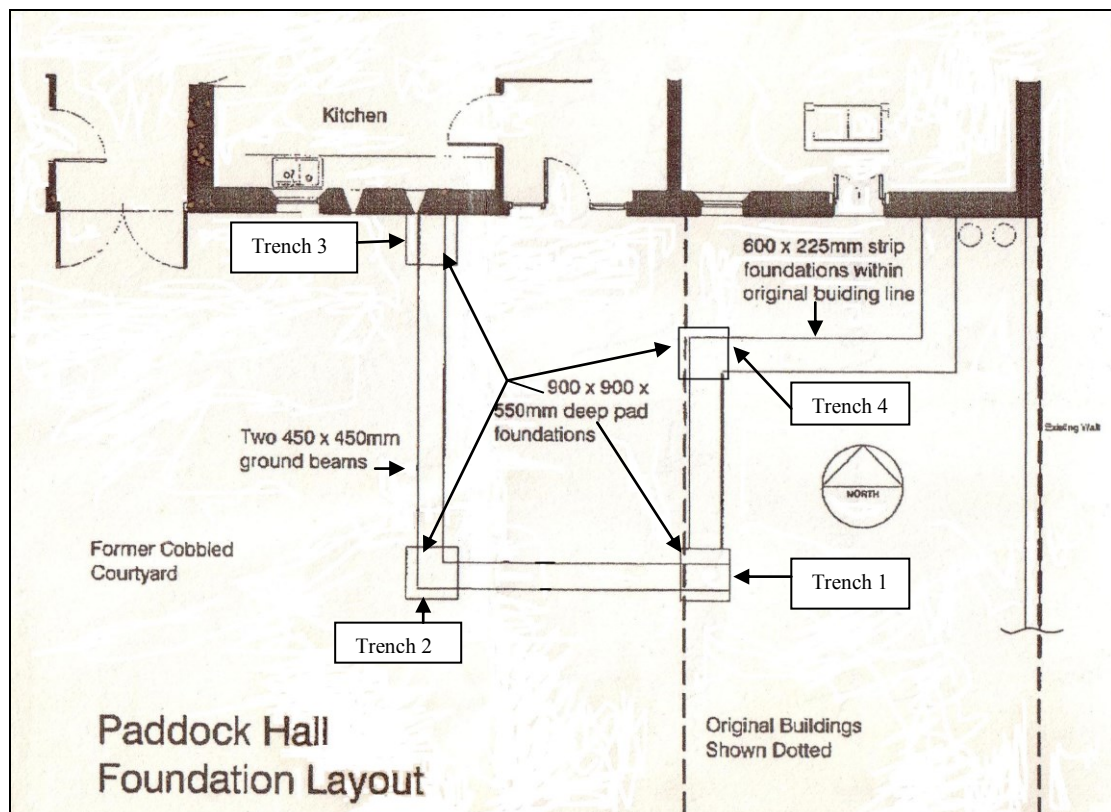 Kitchen
Trench 3
600 x 225mm strip
foundations within
original buiding line
900 x 900 x
550mm deep pad
foundations
Trench 4
Two 450 x 450mm
ground beams
Existing Wall
NORTH
Former Cobbled
Courtyard
Trench 1
Trench 2
Paddock Hall
Foundation Layout
Original Buildings
Shown Dotted